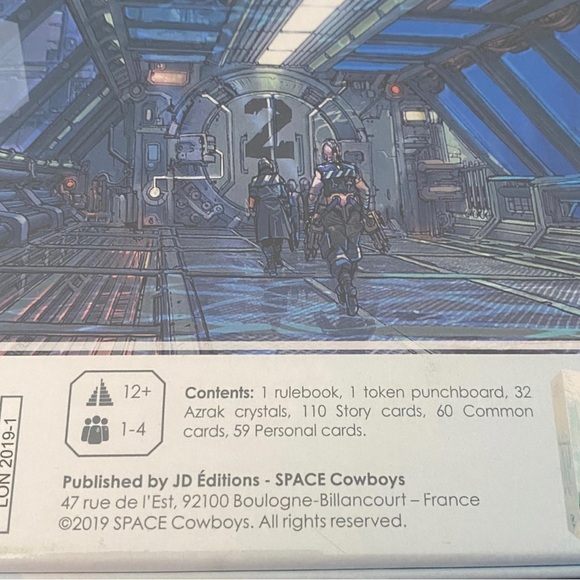 2
12+
1-4
Contents: 1 rulebook, 1 token punchboard, 32
Azrak crystals, 110 Story cards, 60 Common
cards, 59 Personal cards.
LON 2019-1
Published by JD Éditions - SPACE Cowboys
47 rue de l'Est, 92100 Boulogne-Billancourt – France
©2019 SPACE Cowboys. All rights reserved.